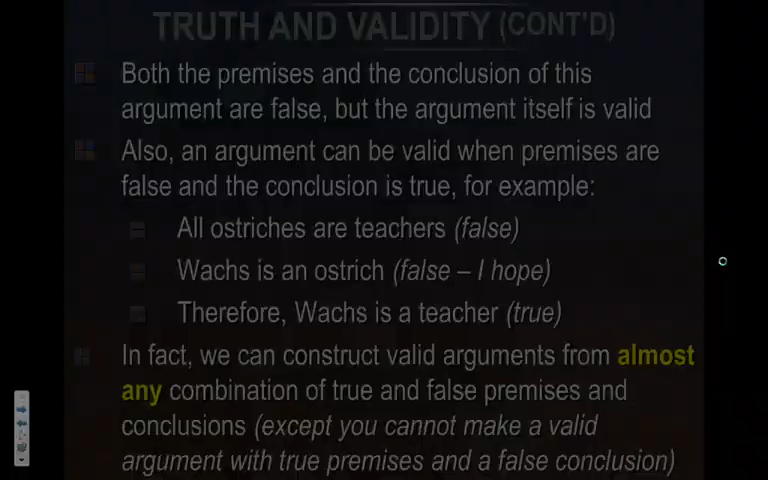 TRUTH AND VALIDITY (CONT'D)
Both the premises and the conclusion of this
argument are false, but the argument itself is valid
Also, an argument can be valid when premises are
false and the conclusion is true, for example:
All ostriches are teachers (false)
Wachs is an ostrich (false – I hope)
Therefore, Wachs is a teacher (true)
In fact, we can construct valid arguments from almost
any combination of true and false premises and
conclusions (except you cannot make a valid
argument with true premises and a false conclusion)